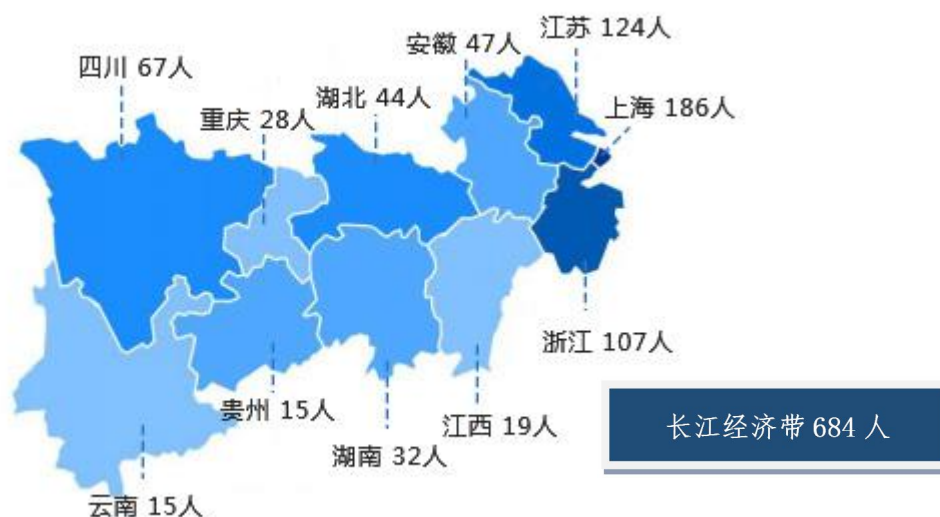 江苏 124人
安徽 47人
四川 67人
湖北 44人
上海 186人
重庆 28人
浙江 107人
贵州 15人
江西 19人
长江经济带 684 人
湖南 32人
云南 15人